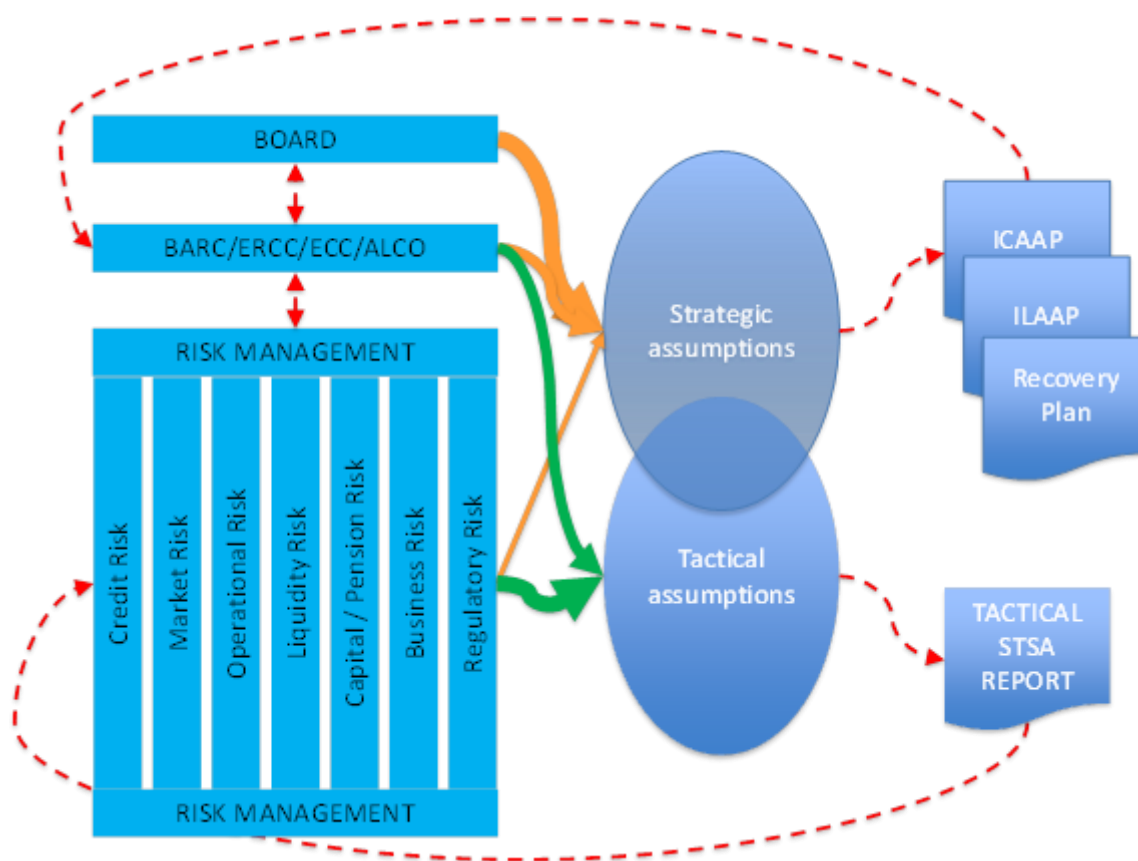 BOARD
BARC/ERCC/ECC/ALCO
RISK MANAGEMENT
Credit Risk
Market Risk
Operational Risk
Liquidity Risk
Capital / Pension Risk
Business Risk
Regulatory Risk
RISK MANAGEMENT
Strategic
assumptions
Tactical
assumptions
ICAAP
ILAAP
Recovery
Plan
TACTICAL
STSA
REPORT